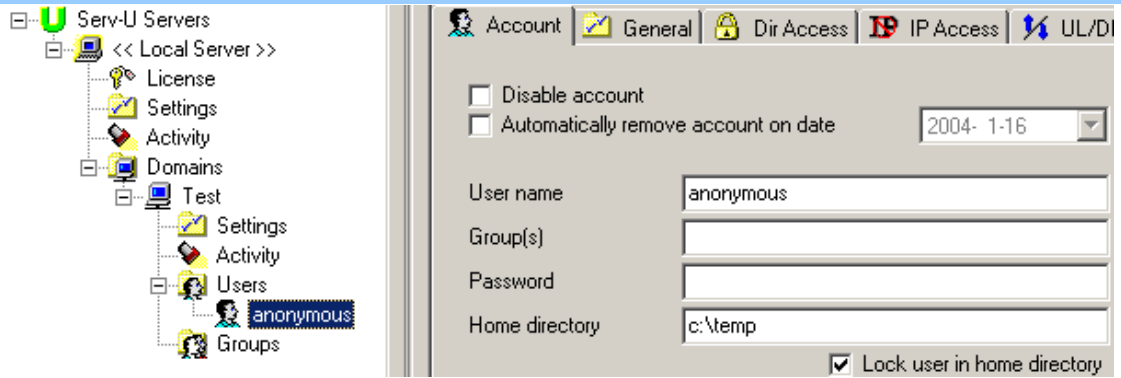 Serv-U Servers
<< Local Server >>
License
Settings
Activity
Domains
Test
Settings
Activity
Users
anonymous
Groups
Account General Dir Access IP Access UL/DI
Disable account
Automatically remove account on date 2004- 1-16
User name anonymous
Group(s)
Password
Home directory c:\temp
Lock user in home directory